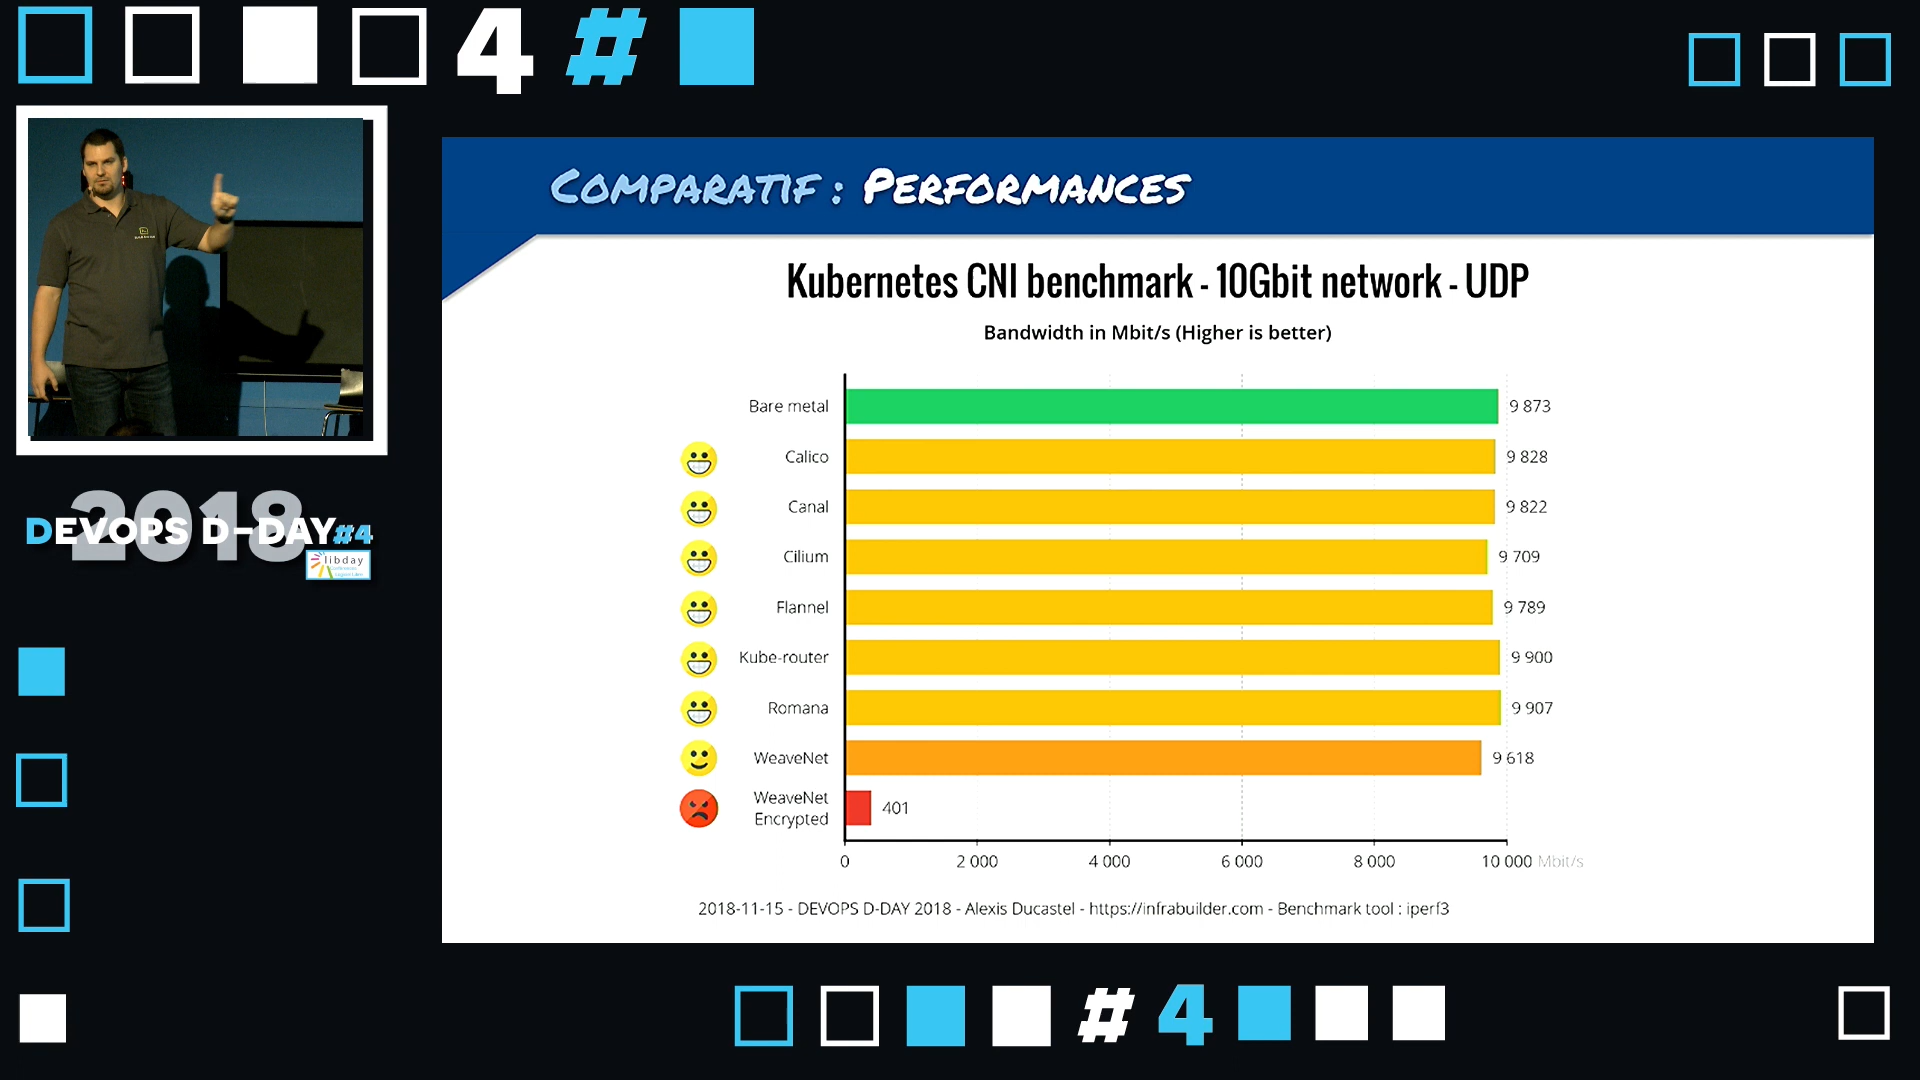 4 #
COMPARATIF : PERFORMANCES
Kubernetes CNI benchmark - 10Gbit network - UDP
Bandwidth in Mbit/s (Higher is better)
Bare metal 9 873
Calico 9 828
Canal 9 822
Cilium 9 709
Flannel 9 789
Kube-router 9 900
Romana 9 907
WeaveNet 9 618
WeaveNet
Encrypted 401
0 2 000 4 000 6 000 8 000 10 000 Mbit/s
2018-11-15 - DEVOPS D-DAY 2018 - Alexis Ducastel - https://infrabuilder.com - Benchmark tool : iperf3
2018
DEVOPS D-DAY#4
libday
# 4